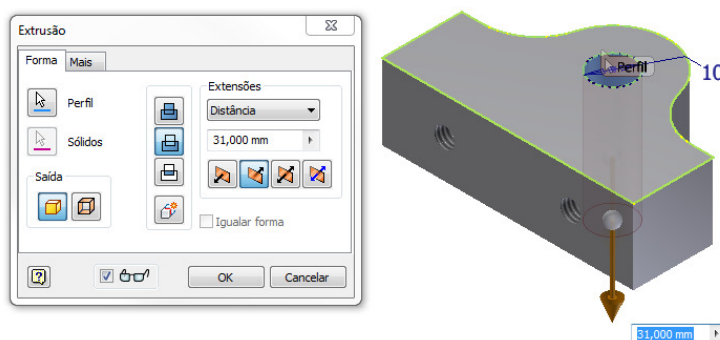 Extrusão
Forma
Mais
Perfil
Sólidos
Saída
Extensões
Distância
31,000 mm
Igualar forma
OK
Cancelar
Perfil
10
31,000 mm